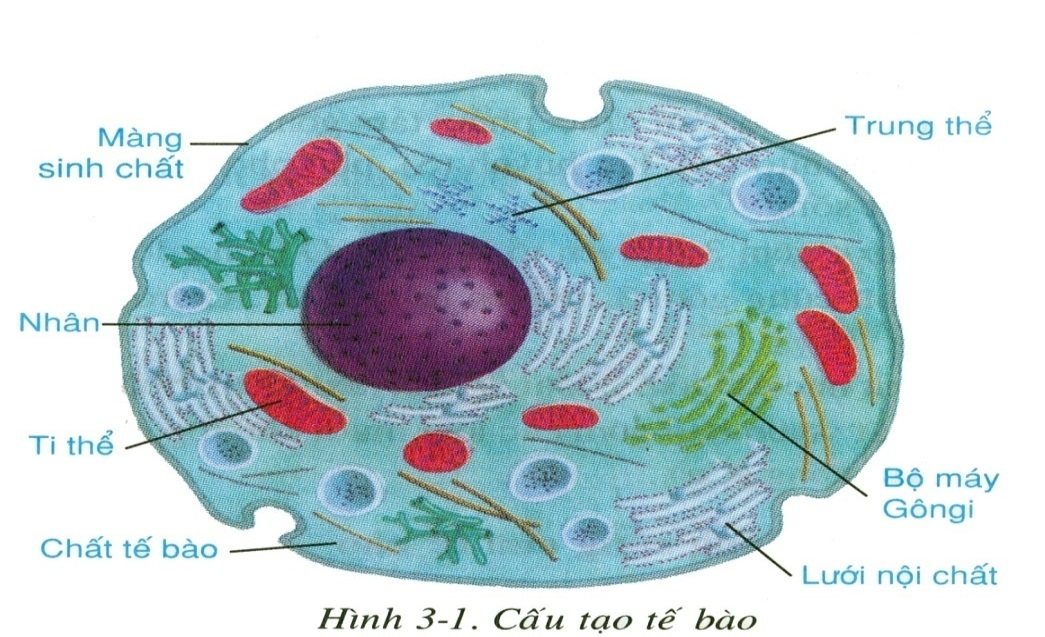 Màng
sinh chất
Trung thể
Nhân
Ti thể
Bộ máy
Gôngi
Chất tế bào
Lưới nội chất
Hình 3-1. Cấu tạo tế bào